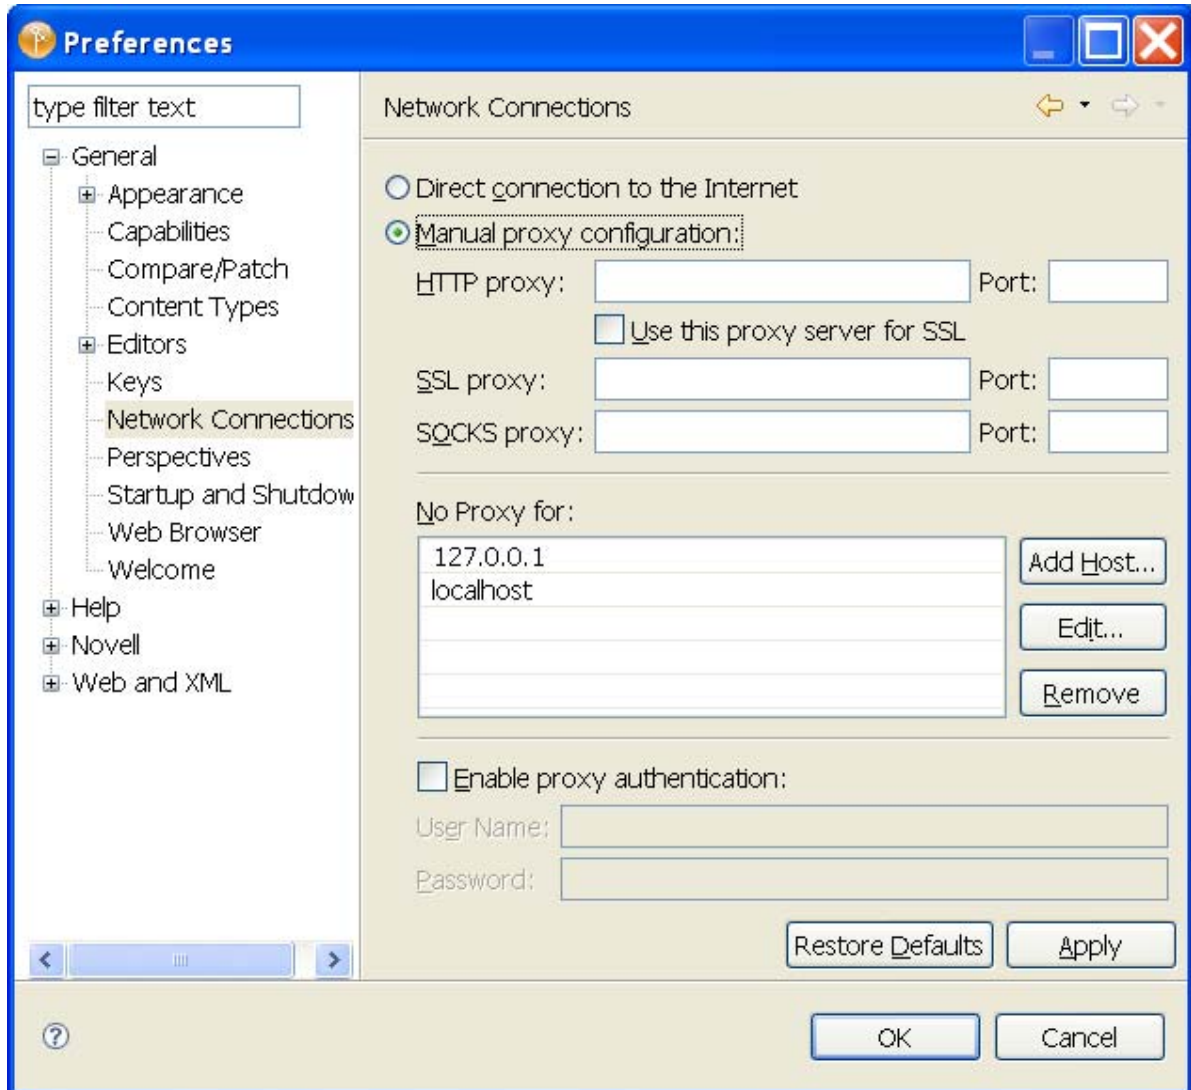 Preferences
type filter text
General
Appearance
Capabilities
Compare/Patch
Content Types
Editors
Keys
Network Connections
Perspectives
Startup and Shutdow
Web Browser
Welcome
Help
Novell
Web and XML
Network Connections
Direct connection to the Internet
Manual proxy configuration:
HTTP proxy: Port:
Use this proxy server for SSL
SSL proxy: Port:
SOCKS proxy: Port:
No Proxy for:
127.0.0.1
localhost
Add Host...
Edit...
Remove
Enable proxy authentication:
User Name:
Password:
Restore Defaults Apply
? OK Cancel